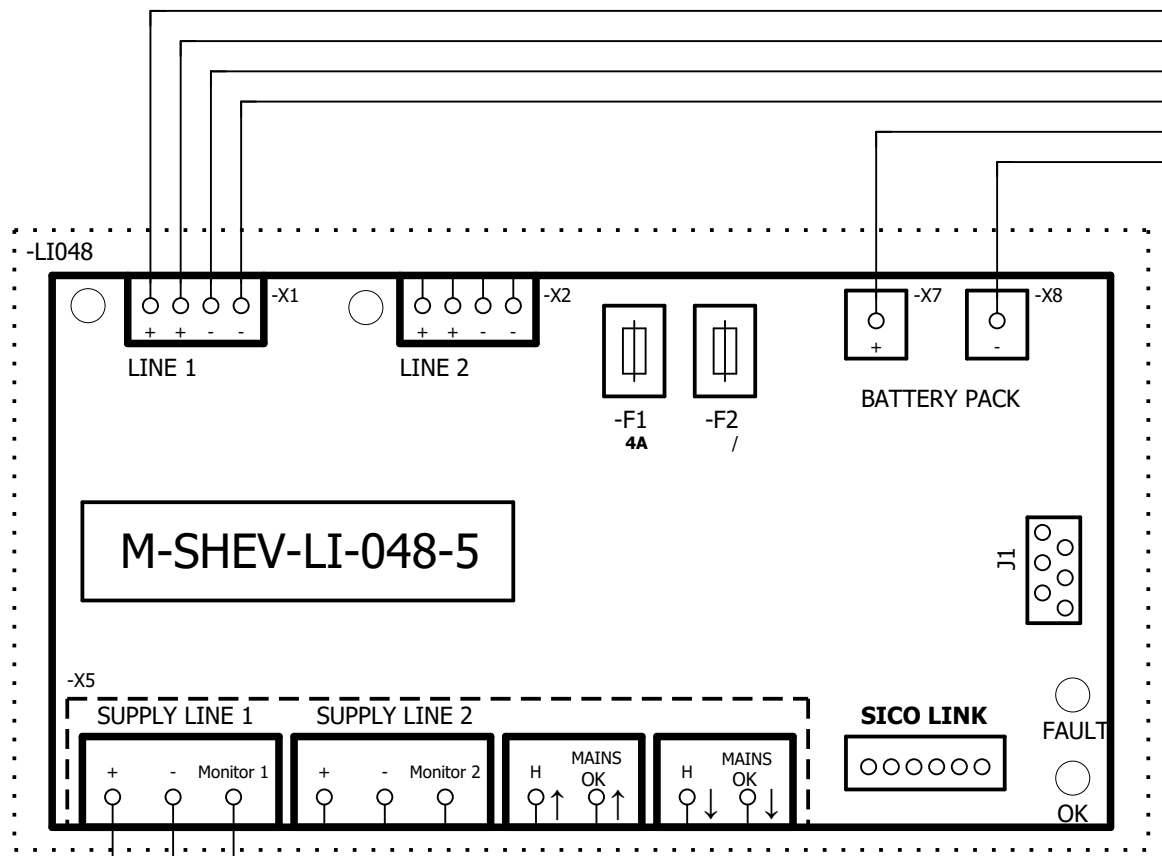 -LI048
-X1
-X2
-X7
-X8
+ + - -
+ + - -
+
-
LINE 1
LINE 2
BATTERY PACK
-F1
4A
-F2
/
M-SHEV-LI-048-5
J1
-X5
SUPPLY LINE 1
SUPPLY LINE 2
SICO LINK
FAULT
+ - Monitor 1
+ - Monitor 2
H ↑ MAINS
OK ↑
H ↓ MAINS
OK ↓
OK